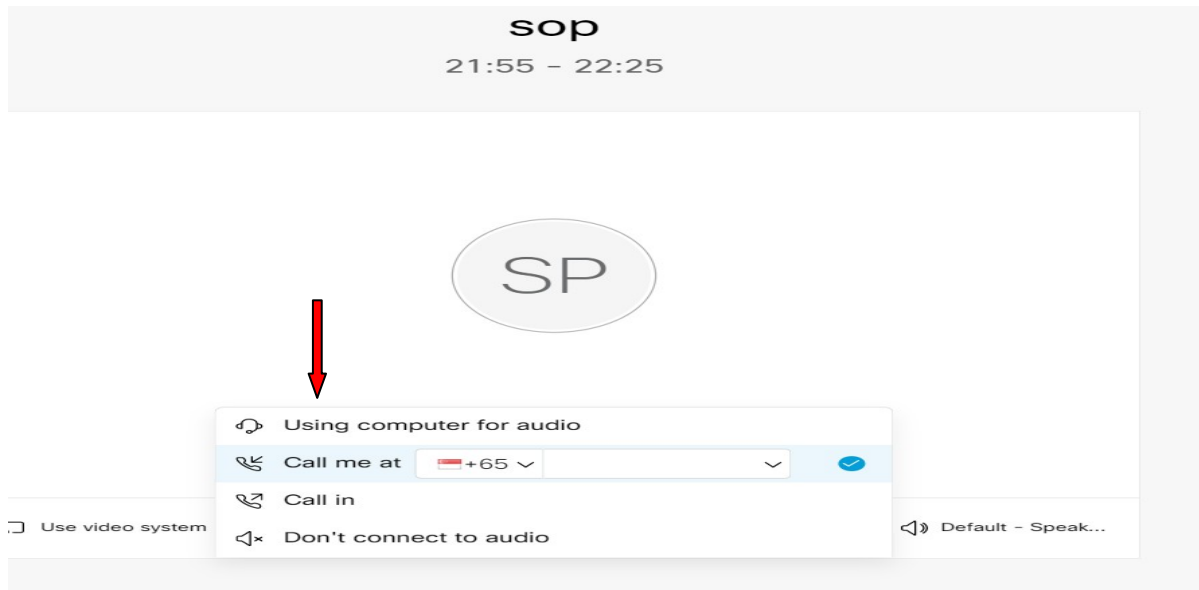 sop
21:55 - 22:25
SP
Using computer for audio
Call me at +65
Call in
Use video system
Don't connect to audio
Default - Speak...